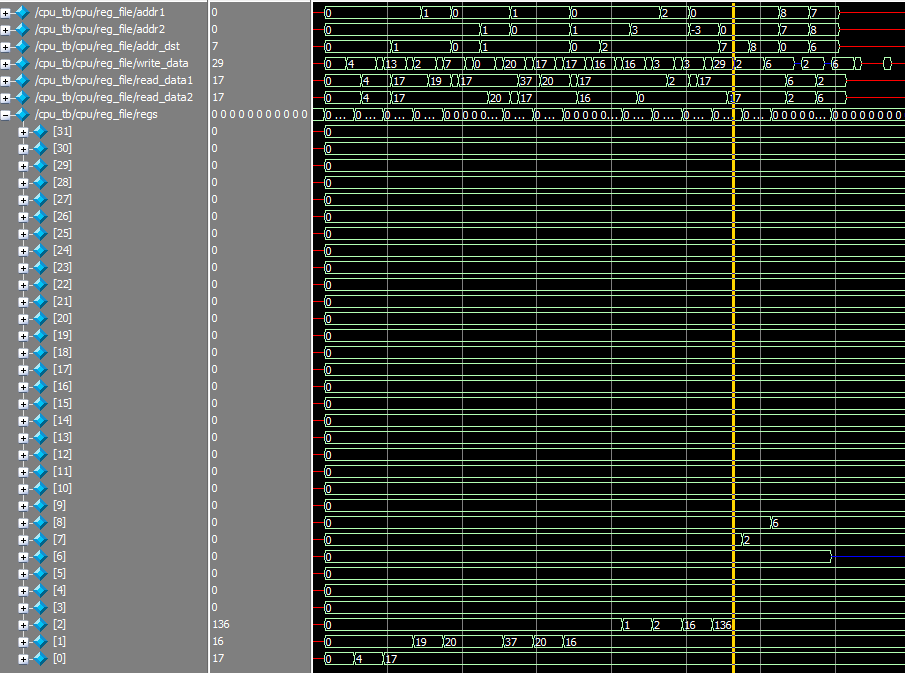 /cpu_tb/cpu/reg_file/addr1 0 0 1 0 1 0 2 0 8 7
/cpu_tb/cpu/reg_file/addr2 0 0 1 0 1 3 -3 0 7 8
/cpu_tb/cpu/reg_file/addr_dst 7 0 1 0 1 0 2 7 8 0 6
/cpu_tb/cpu/reg_file/write_data 29 0 4 13 2 7 0 20 17 17 16 16 3 3 29 2 6 2 6
/cpu_tb/cpu/reg_file/read_data1 17 0 4 17 19 17 37 20 17 2 17 6 2
/cpu_tb/cpu/reg_file/read_data2 17 0 4 17 20 17 16 0 17 2 6
/cpu_tb/cpu/reg_file/regs 0 0 0 0 0 0 0 0 0 0 0 0 0 ... 0 ... 0 ... 0 ... 0 0 0 0 0 0 ... 0 ... 0 ... 0 0 0 0 0 0... 0 ... 0 ... 0 ... 0 ... 0 ... 0 0 0 0 0... 0 0 0 0 0 0 0 0 0
[31] 0 0
[30] 0 0
[29] 0 0
[28] 0 0
[27] 0 0
[26] 0 0
[25] 0 0
[24] 0 0
[23] 0 0
[22] 0 0
[21] 0 0
[20] 0 0
[19] 0 0
[18] 0 0
[17] 0 0
[16] 0 0
[15] 0 0
[14] 0 0
[13] 0 0
[12] 0 0
[11] 0 0
[10] 0 0
[9] 0 0
[8] 0 0 6
[7] 0 0 2
[6] 0 0
[5] 0 0
[4] 0 0
[3] 0 0
[2] 136 0 1 2 16 136
[1] 16 0 19 20 37 20 16
[0] 17 0 4 17